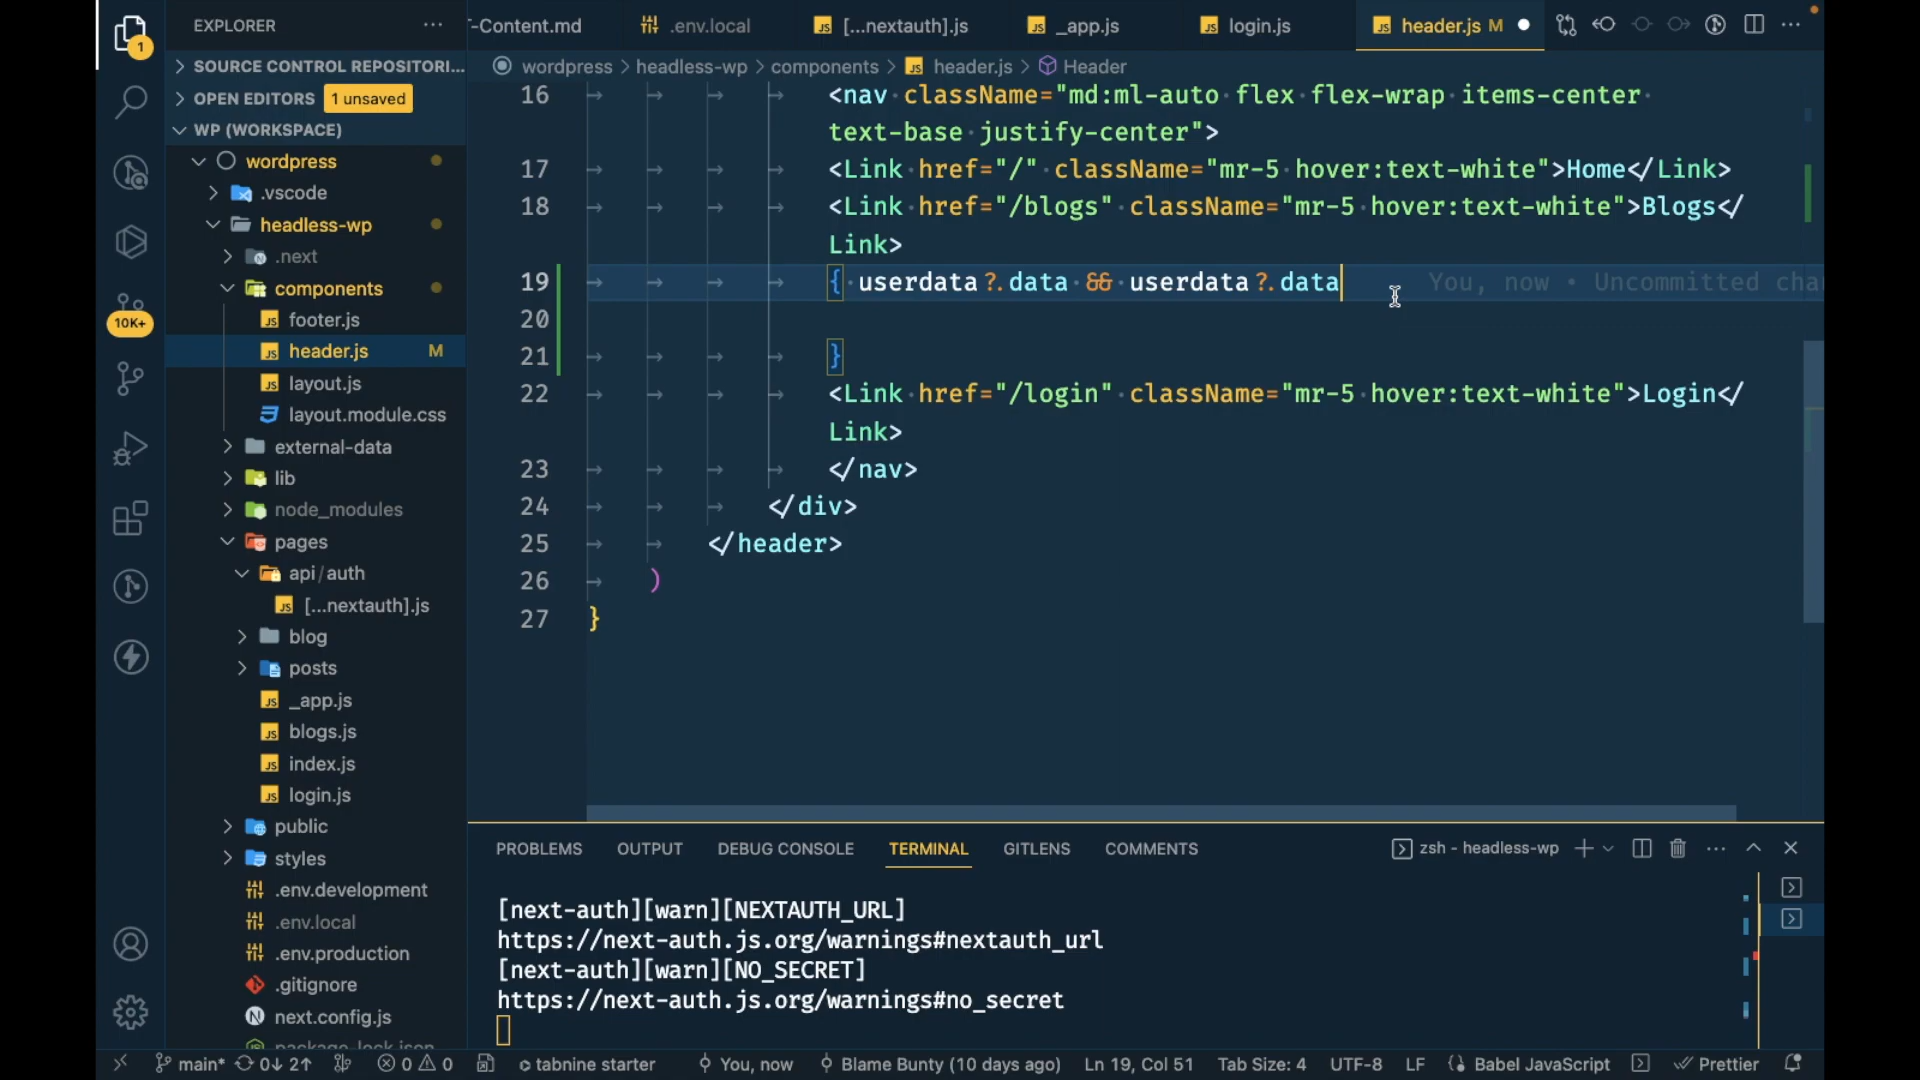 EXPLORER
SOURCE CONTROL REPOSITORI...
OPEN EDITORS 1 unsaved
WP (WORKSPACE)
wordpress
.vscode
headless-wp
.next
components
footer.js
header.js M
layout.js
layout.module.css
external-data
lib
node_modules
pages
api/auth
[...nextauth].js
blog
posts
_app.js
blogs.js
index.js
login.js
public
styles
.env.development
.env.local
.env.production
.gitignore
next.config.js
package-lock.json
1
10K+
-Content.md .env.local [...nextauth].js _app.js login.js header.js M
wordpress > headless-wp > components > header.js > Header
16 <nav className="md:ml-auto flex flex-wrap items-center
text-base justify-center">
17 <Link href="/" className="mr-5 hover:text-white">Home</Link>
18 <Link href="/blogs" className="mr-5 hover:text-white">Blogs</
Link>
19 { userdata?.data && userdata?.data You, now • Uncommitted cha
20
21 }
22 <Link href="/login" className="mr-5 hover:text-white">Login</
Link>
23 </nav>
24 </div>
25 </header>
26 )
27 }
PROBLEMS OUTPUT DEBUG CONSOLE TERMINAL GITLENS COMMENTS zsh - headless-wp
[next-auth][warn][NEXTAUTH_URL]
https://next-auth.js.org/warnings#nextauth_url
[next-auth][warn][NO_SECRET]
https://next-auth.js.org/warnings#no_secret
main* 0↓ 2↑ 0 0 tabnine starter You, now Blame Bunty (10 days ago) Ln 19, Col 51 Tab Size: 4 UTF-8 LF Babel JavaScript Prettier